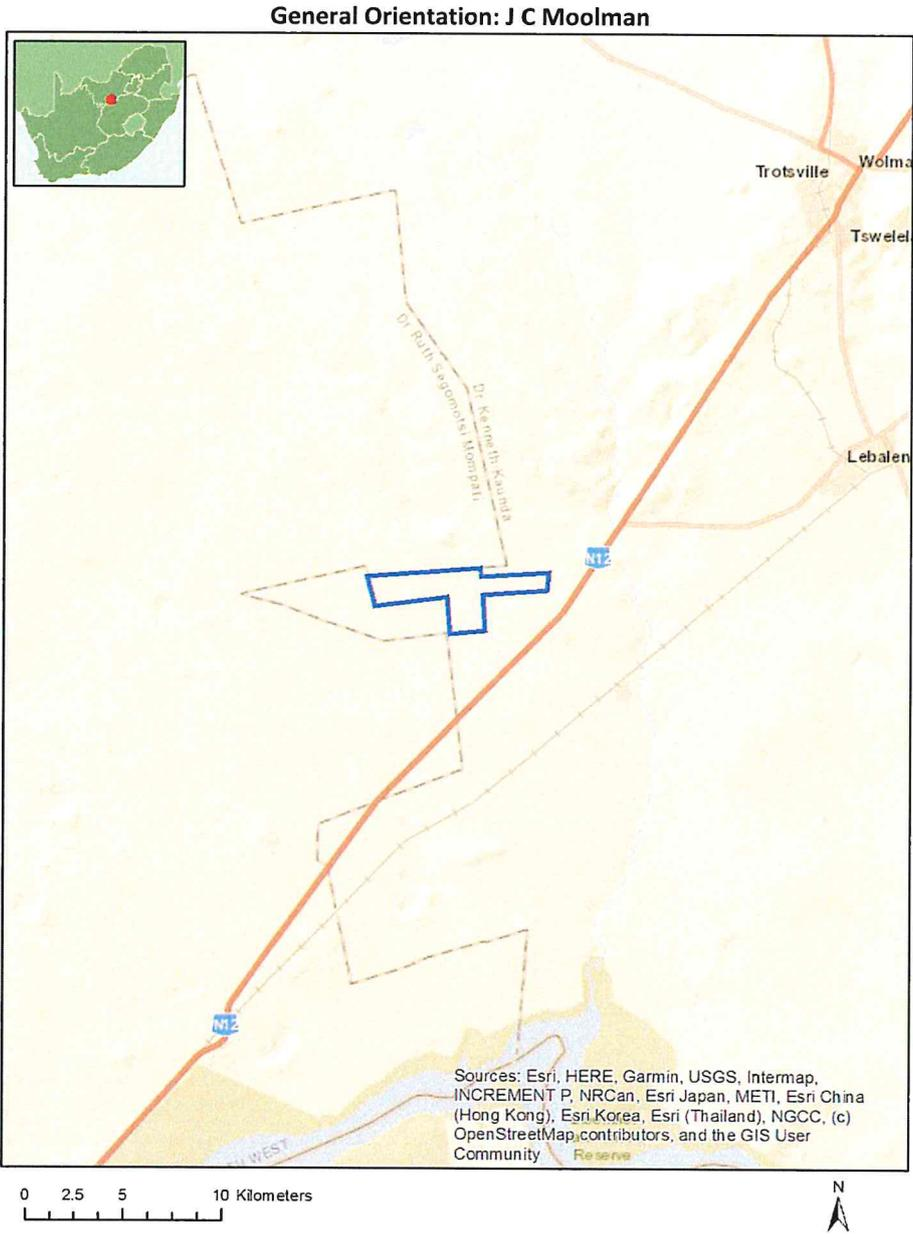 General Orientation: J C Moolman
Trotsville
Wolma
Tswelel
Dr Ruth Segomotsi Mompati
Dr Kenneth Kaunda
Lebalen
N12
N12
Sources: Esri, HERE, Garmin, USGS, Intermap,
INCREMENT P, NRCan, Esri Japan, METI, Esri China
(Hong Kong), Esri Korea, Esri (Thailand), NGCC, (c)
OpenStreetMap contributors, and the GIS User
Community
Reserve
WEST
0 2.5 5 10 Kilometers
N